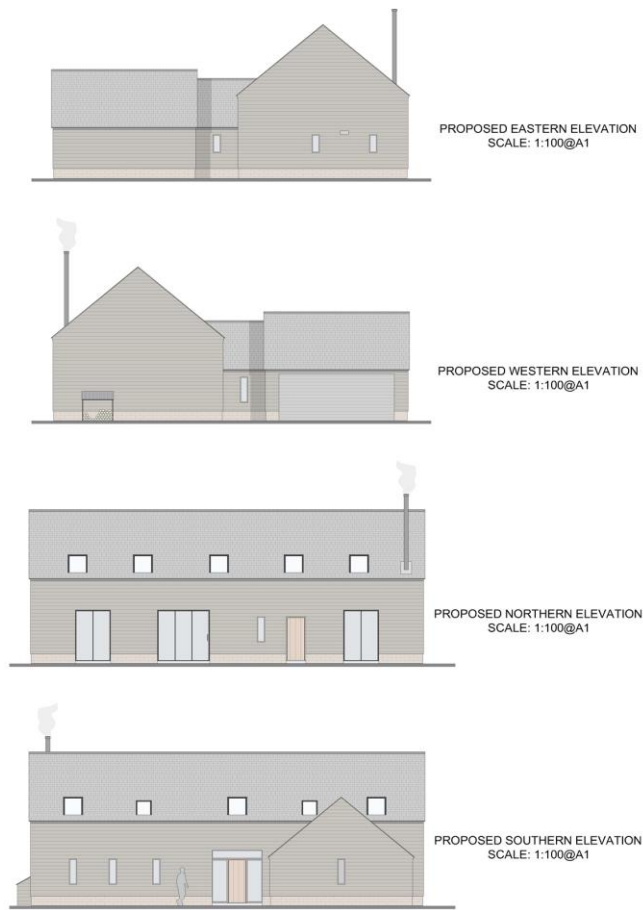 PROPOSED EASTERN ELEVATION
SCALE: 1:100@A1
PROPOSED WESTERN ELEVATION
SCALE: 1:100@A1
PROPOSED NORTHERN ELEVATION
SCALE: 1:100@A1
PROPOSED SOUTHERN ELEVATION
SCALE: 1:100@A1